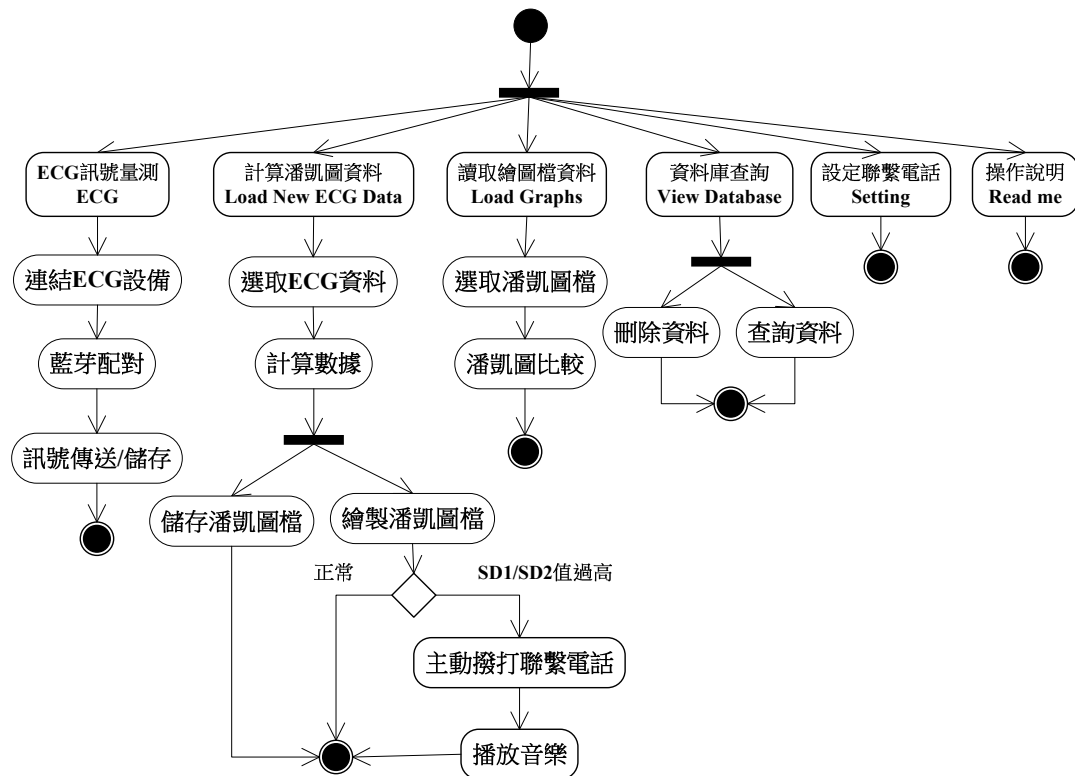 ECG訊號量測
ECG
計算潘凱圖資料
Load New ECG Data
讀取繪圖檔資料
Load Graphs
資料庫查詢
View Database
設定聯繫電話
Setting
操作說明
Read me
連結ECG設備
選取ECG資料
選取潘凱圖檔
刪除資料
查詢資料
藍芽配對
計算數據
潘凱圖比較
訊號傳送/儲存
儲存潘凱圖檔
繪製潘凱圖檔
正常
SD1/SD2值過高
主動撥打聯繫電話
播放音樂